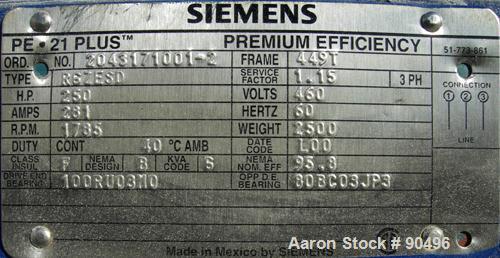 SIEMENS
PE•21 PLUS™ PREMIUM EFFICIENCY 51-773-861
ORD. NO. 2043171001-2 FRAME 449T
TYPE RGZESD SERVICE FACTOR 1.15 3 PH CONNECTION
H.P. 250 VOLTS 460 1 2 3
AMPS 281 HERTZ 60
R.P.M. 1785 WEIGHT 2500 LINE
DUTY CONT 40 °C AMB DATE CODE L00
CLASS INSUL F NEMA DESIGN B KVA CODE G NEMA NOM. EFF 95.8
DRIVE END BEARING 100RU03M0 OPP D.E. BEARING 80BC03JP3
Made in Mexico by SIEMENS
Aaron Stock # 90496